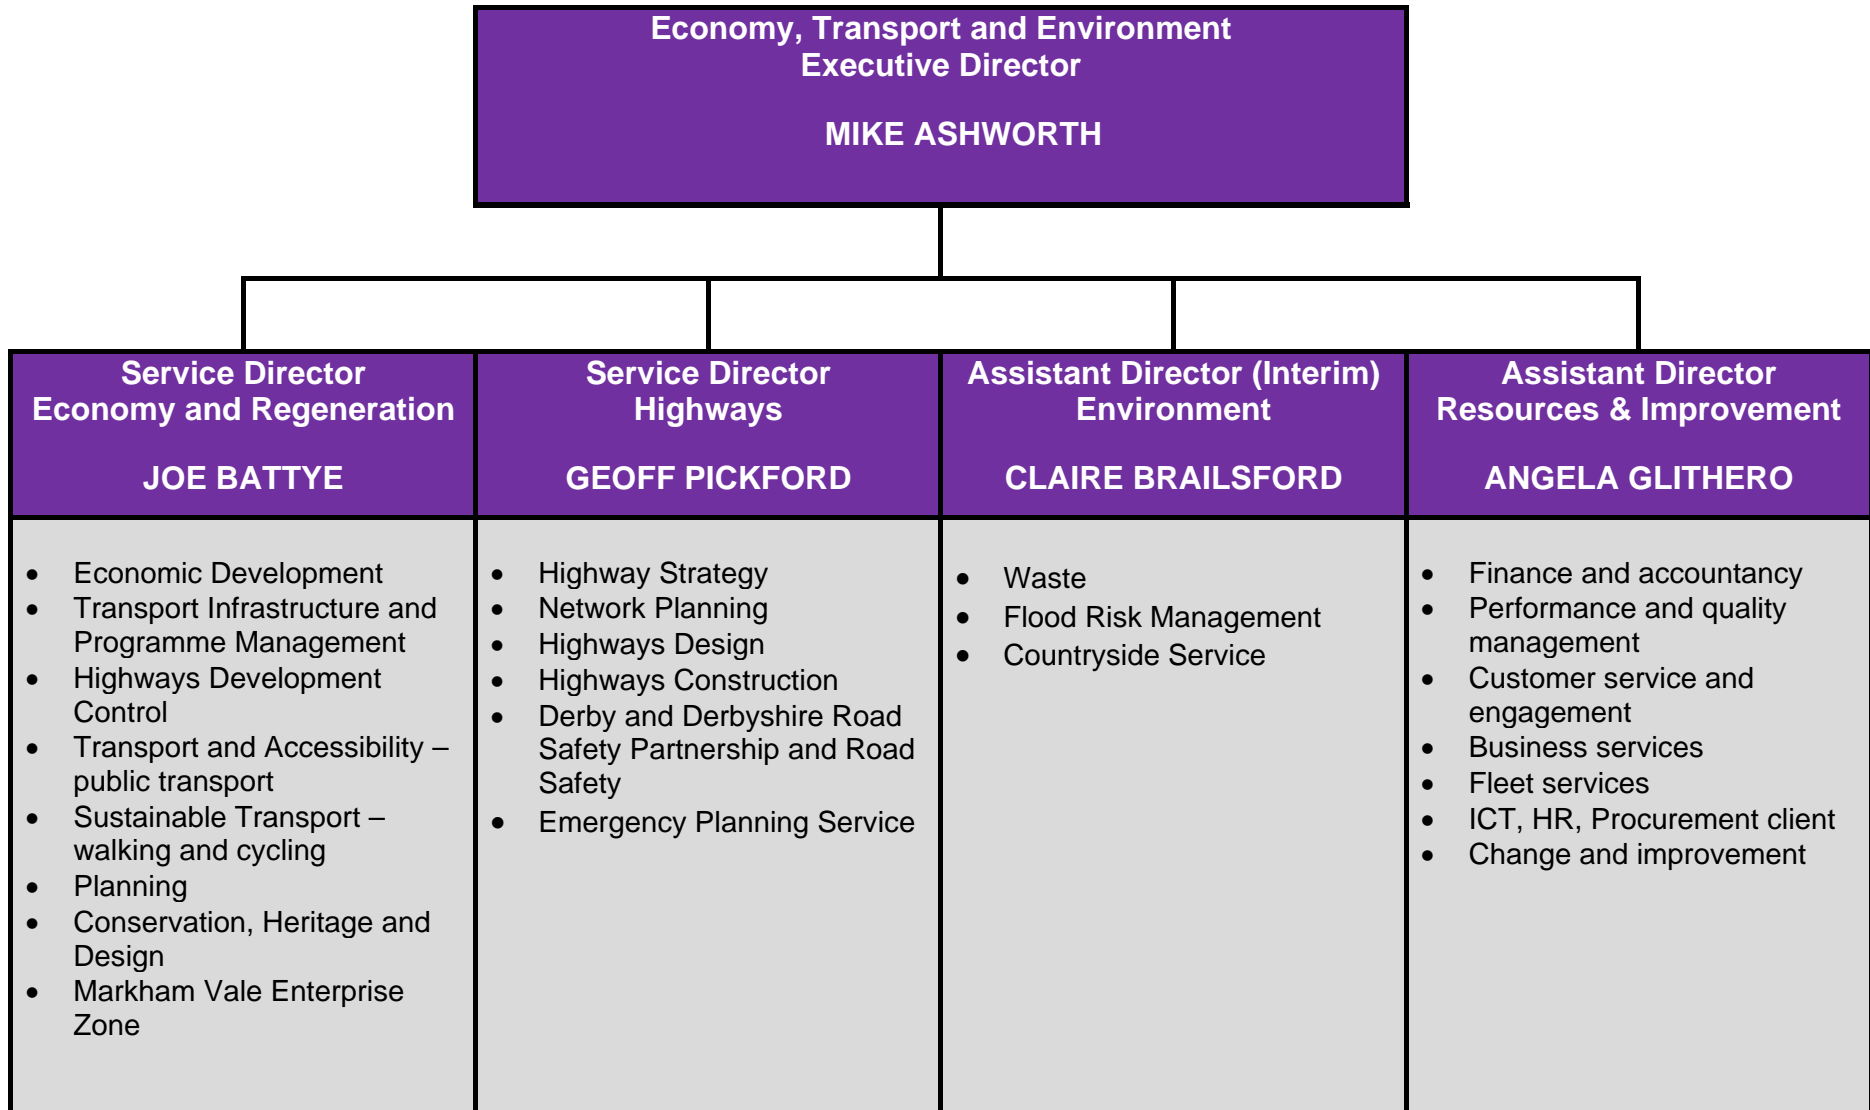 Economy, Transport and Environment
Executive Director
MIKE ASHWORTH
Service Director
Economy and Regeneration
JOE BATTYE
Service Director
Highways
GEOFF PICKFORD
Assistant Director (Interim)
Environment
CLAIRE BRAILSFORD
Assistant Director
Resources & Improvement
ANGELA GLITHERO
• Economic Development
• Transport Infrastructure and
Programme Management
• Highways Development
Control
• Transport and Accessibility –
public transport
• Sustainable Transport –
walking and cycling
• Planning
• Conservation, Heritage and
Design
• Markham Vale Enterprise
Zone
• Highway Strategy
• Network Planning
• Highways Design
• Highways Construction
• Derby and Derbyshire Road
Safety Partnership and Road
Safety
• Emergency Planning Service
• Waste
• Flood Risk Management
• Countryside Service
• Finance and accountancy
• Performance and quality
management
• Customer service and
engagement
• Business services
• Fleet services
• ICT, HR, Procurement client
• Change and improvement